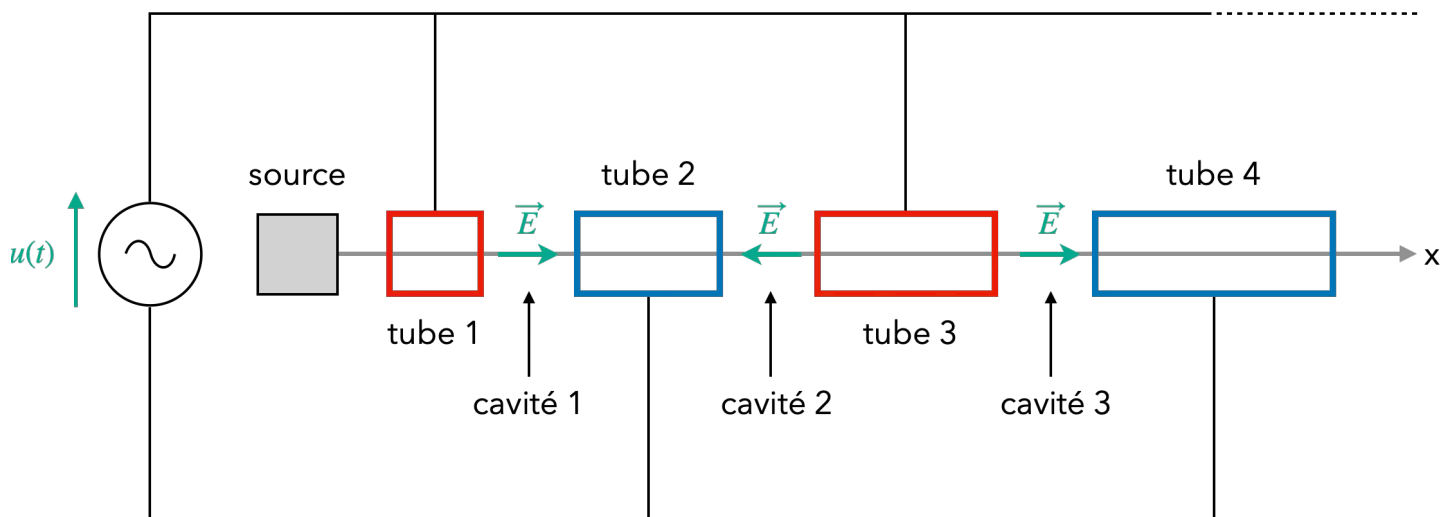 source
tube 2
tube 4
E
E
E
u(t)
x
tube 1
tube 3
cavité 1
cavité 2
cavité 3